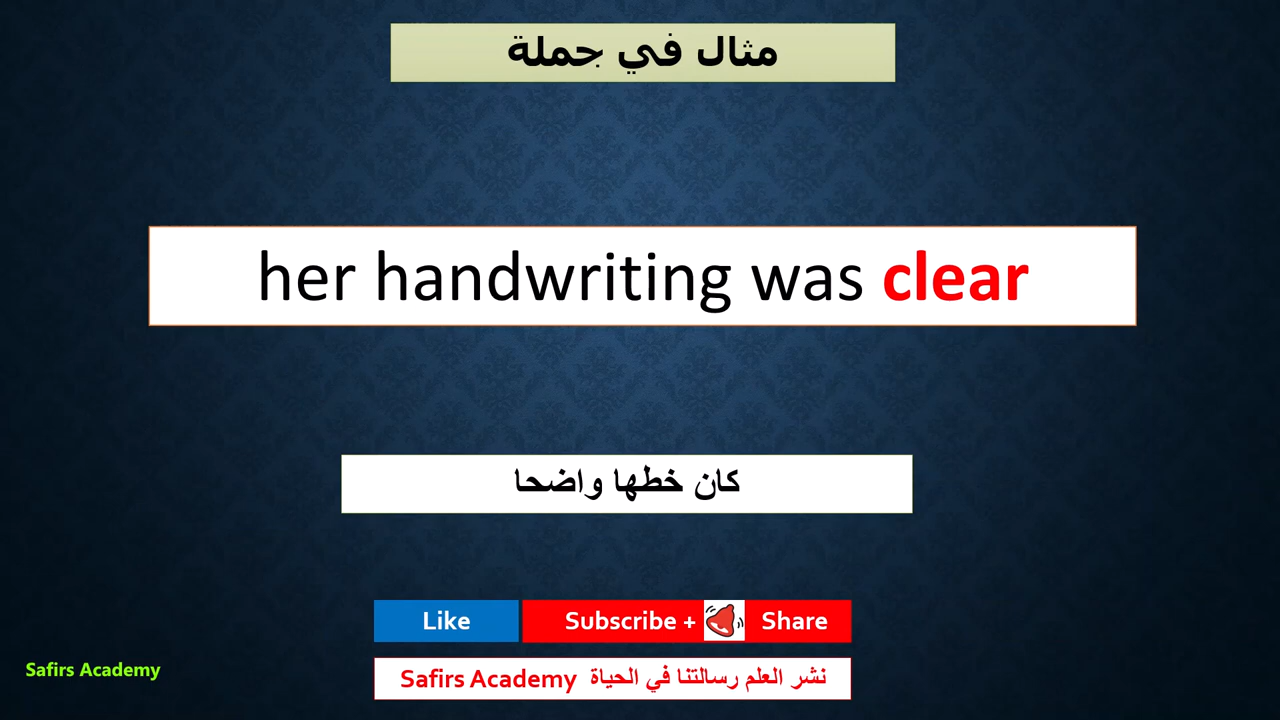 مثال في جملة
her handwriting was clear
كان خطها واضحا
Like Subscribe + Share
Safirs Academy نشر العلم رسالتنا في الحياة
Safirs Academy